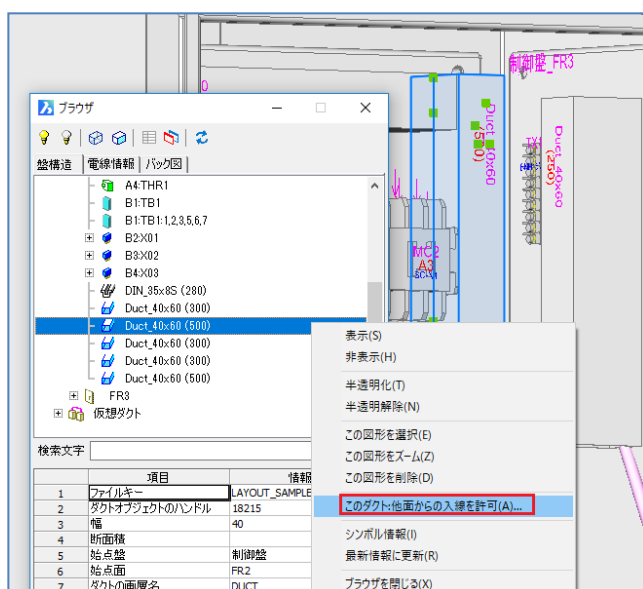 制御盤_FR3
0
Duct_40x60
(500)
Duct_40x60
(250)
MC2
A3
ブラウザ
盤構造
電線情報
バック図
A4:THR1
B1:TB1
B1:TB1:1,2,3,5,6,7
B2:X01
B3:X02
B4:X03
DIN_35x8S (280)
Duct_40x60 (300)
Duct_40x60 (500)
Duct_40x60 (300)
Duct_40x60 (300)
Duct_40x60 (500)
FR3
仮想ダクト
検索文字
項目 情報
1 ファイルキー LAYOUT_SAMPLE
2 ダクトオブジェクトのハンドル 18215
3 幅 40
4 断面積
5 始点盤 制御盤
6 始点面 FR2
7 ダクトの画層名 DUCT
表示(S)
非表示(H)
半透明化(T)
半透明解除(N)
この図形を選択(E)
この図形をズーム(Z)
この図形を削除(D)
このダクト:他面からの入線を許可(A)...
シンボル情報(I)
最新情報に更新(R)
ブラウザを閉じる(X)